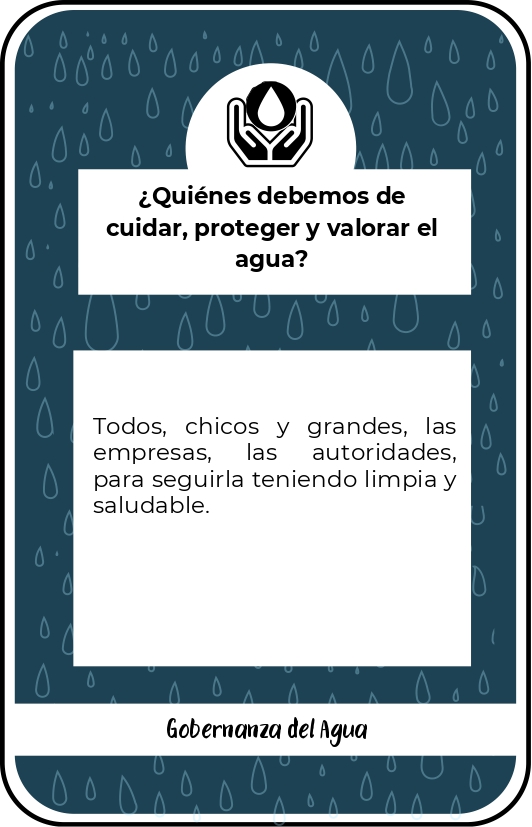 ¿Quiénes debemos de
cuidar, proteger y valorar el
agua?
Todos, chicos y grandes, las
empresas, las autoridades,
para seguirla teniendo limpia y
saludable.
Gobernanza del Agua